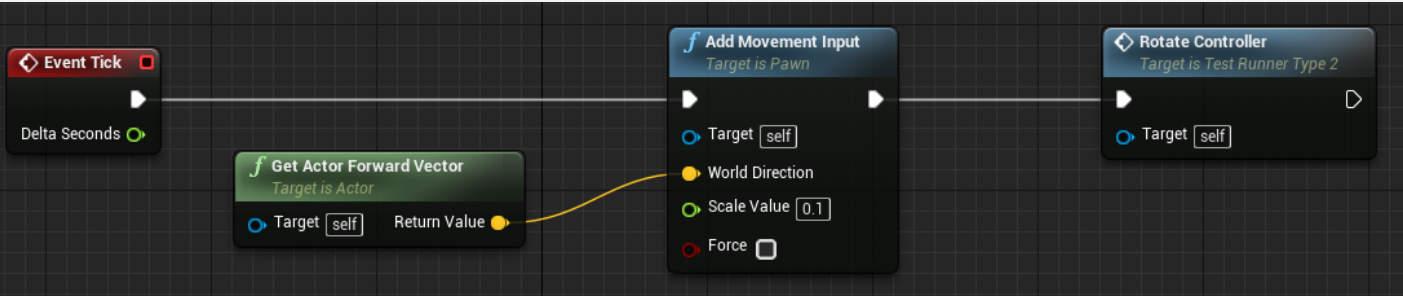 Event Tick
Delta Seconds
f Get Actor Forward Vector
Target is Actor
Target self Return Value
f Add Movement Input
Target is Pawn
Target self
World Direction
Scale Value 0.1
Force
Rotate Controller
Target is Test Runner Type 2
Target self